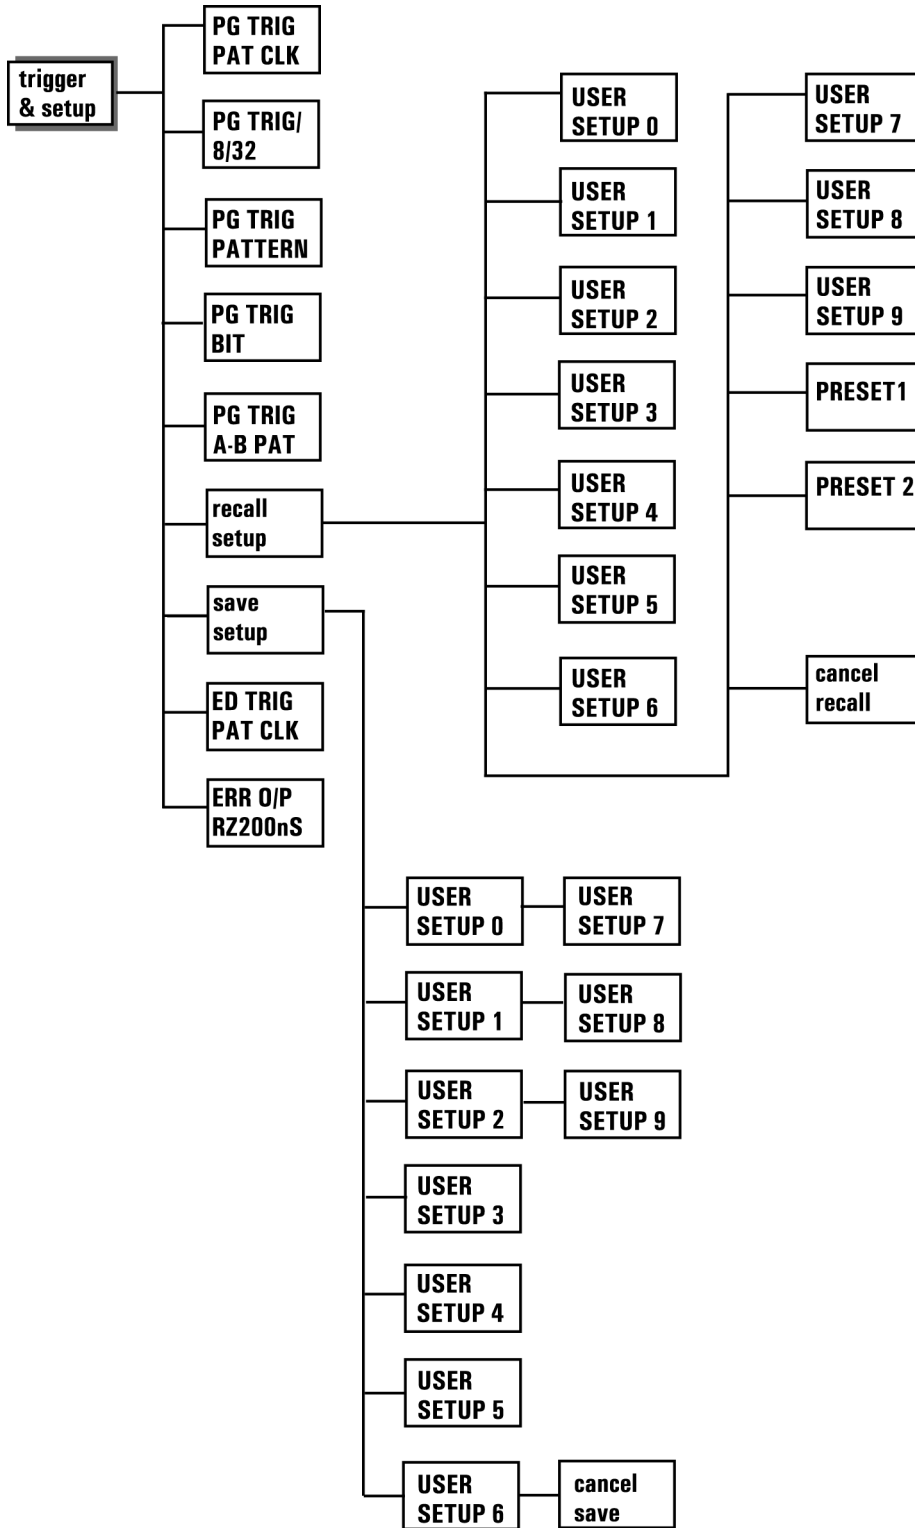 trigger
& setup
PG TRIG
PAT CLK
PG TRIG/
8/32
PG TRIG
PATTERN
PG TRIG
BIT
PG TRIG
A-B PAT
recall
setup
save
setup
ED TRIG
PAT CLK
ERR O/P
RZ200nS
USER
SETUP 0
USER
SETUP 1
USER
SETUP 2
USER
SETUP 3
USER
SETUP 4
USER
SETUP 5
USER
SETUP 6
USER
SETUP 7
USER
SETUP 8
USER
SETUP 9
PRESET1
PRESET 2
cancel
recall
USER
SETUP 0
USER
SETUP 7
USER
SETUP 1
USER
SETUP 8
USER
SETUP 2
USER
SETUP 9
USER
SETUP 3
USER
SETUP 4
USER
SETUP 5
USER
SETUP 6
cancel
save